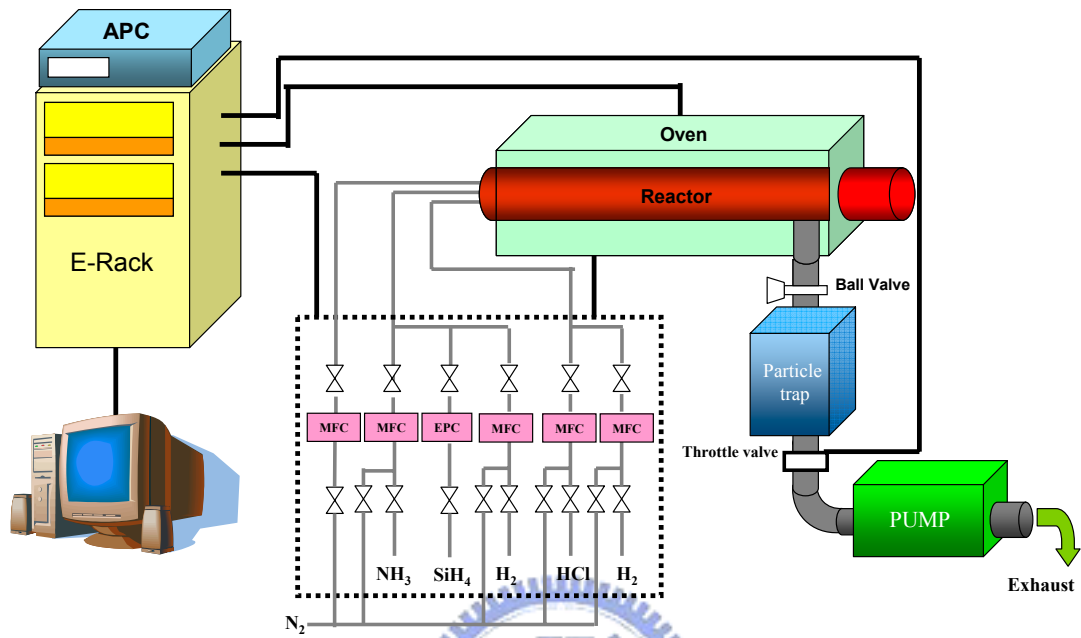 APC
Oven
Reactor
E-Rack
Ball Valve
Particle
trap
MFC MFC EPC MFC MFC MFC
Throttle valve
PUMP
NH3 SiH4 H2 HCl H2
Exhaust
N2